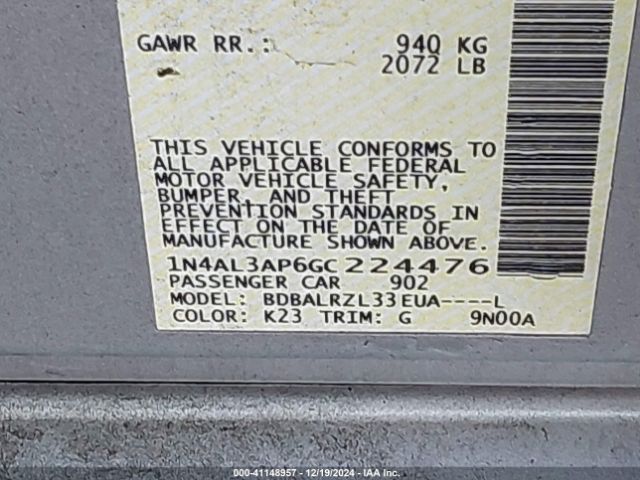 GAWR RR.: 940 KG
2072 LB
THIS VEHICLE CONFORMS TO
ALL APPLICABLE FEDERAL
MOTOR VEHICLE SAFETY,
BUMPER, AND THEFT
PREVENTION STANDARDS IN
EFFECT ON THE DATE OF
MANUFACTURE SHOWN ABOVE.
1N4AL3AP6GC224476
PASSENGER CAR 902
MODEL: BDBALRZL33EUA----L
COLOR: K23 TRIM: G 9N00A
000-41148957 - 12/19/2024 - IAA Inc.